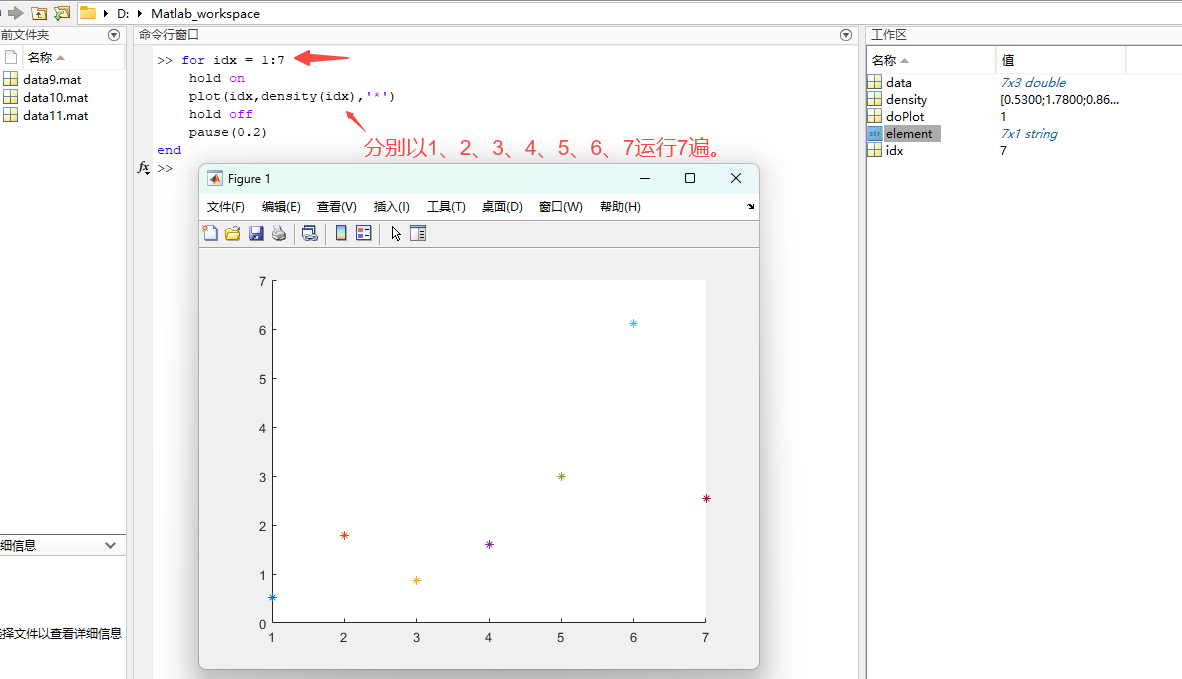 D: Matlab_workspace
前文件夹
名称
data9.mat
data10.mat
data11.mat
细信息
选择文件以查看详细信息
命令行窗口
>> for idx = 1:7
hold on
plot(idx,density(idx),'*')
hold off
pause(0.2)
end
fx >>
分别以1、2、3、4、5、6、7运行7遍。
Figure 1
文件(F) 编辑(E) 查看(V) 插入(I) 工具(T) 桌面(D) 窗口(W) 帮助(H)
7
6
5
4
3
2
1
0
1 2 3 4 5 6 7
工作区
名称 值
data 7x3 double
density [0.5300;1.7800;0.86...
doPlot 1
str element 7x1 string
idx 7